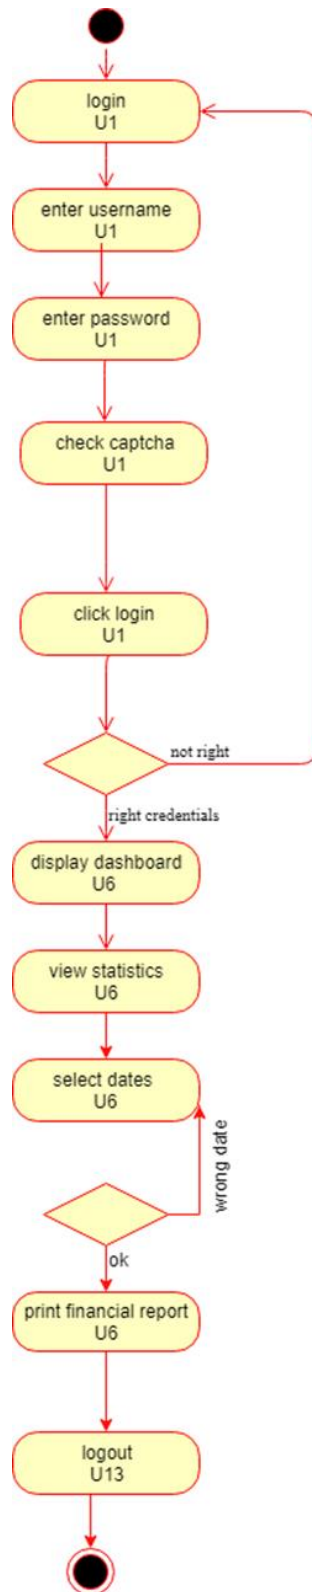 login
U1
enter username
U1
enter password
U1
check captcha
U1
click login
U1
not right
right credentials
display dashboard
U6
view statistics
U6
select dates
U6
wrong date
ok
print financial report
U6
logout
U13